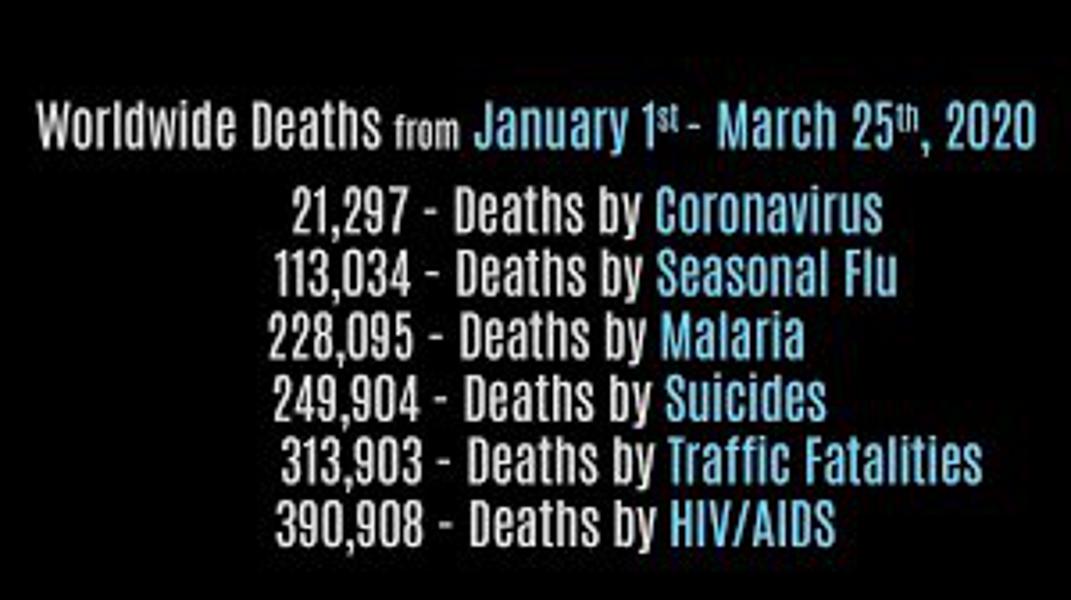 Worldwide Deaths from January 1st - March 25th, 2020
21,297 - Deaths by Coronavirus
113,034 - Deaths by Seasonal Flu
228,095 - Deaths by Malaria
249,904 - Deaths by Suicides
313,903 - Deaths by Traffic Fatalities
390,908 - Deaths by HIV/AIDS